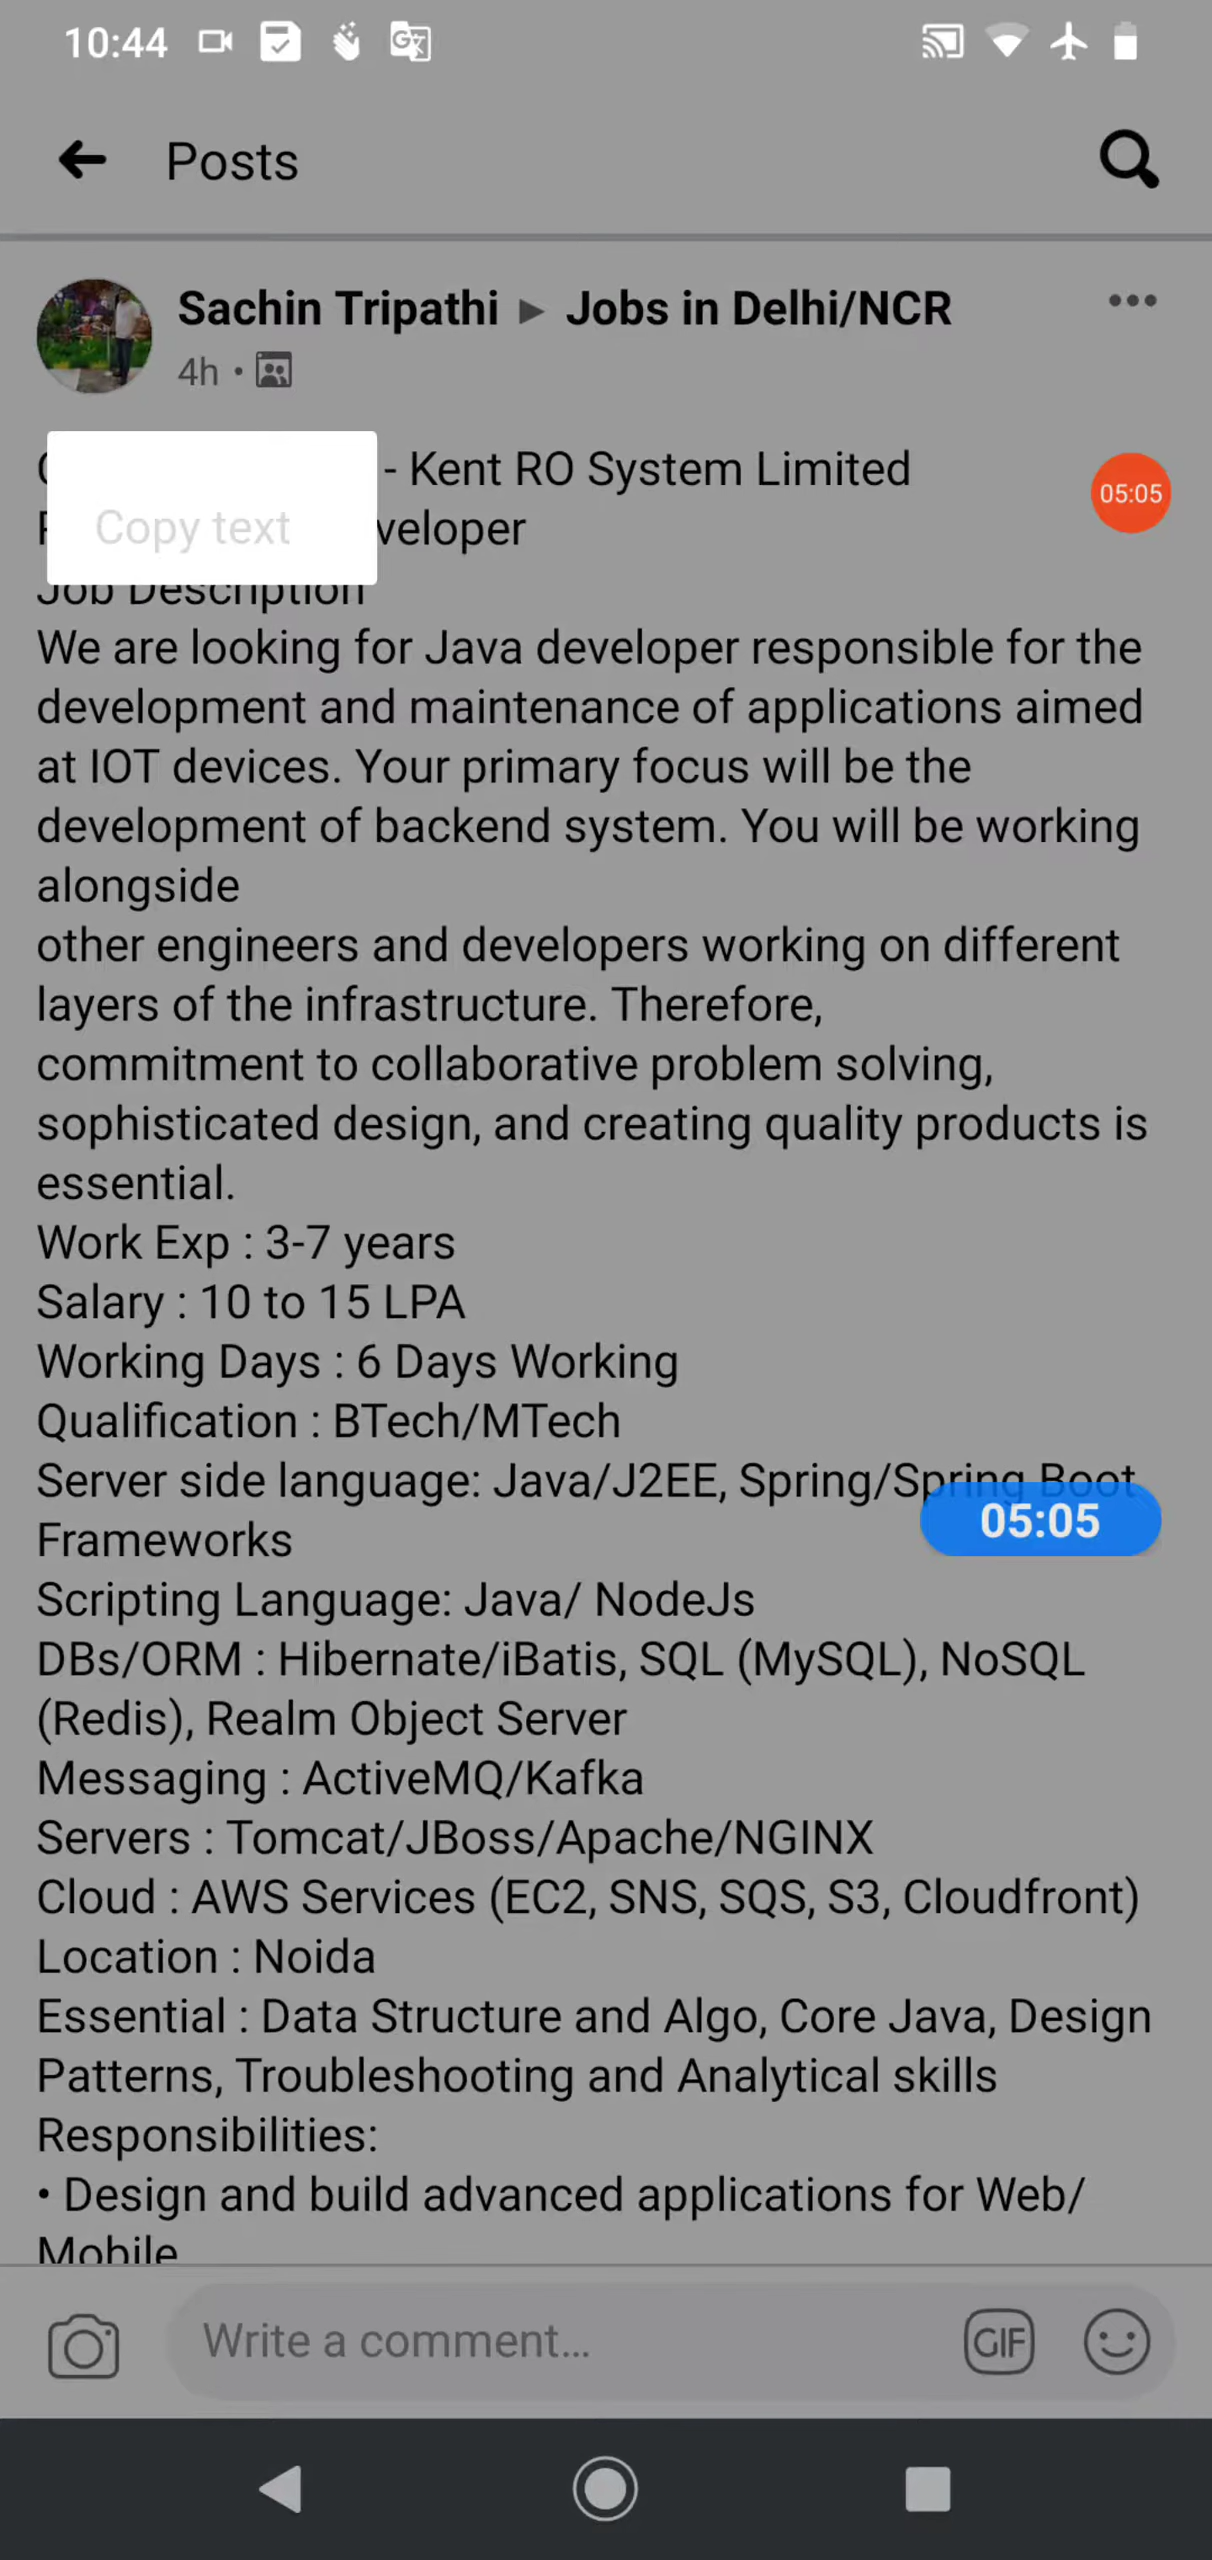 10:44
Posts
Sachin Tripathi ▶ Jobs in Delhi/NCR
4h •
- Kent RO System Limited
Copy text
veloper
Job Description
05:05
We are looking for Java developer responsible for the
development and maintenance of applications aimed
at IOT devices. Your primary focus will be the
development of backend system. You will be working
alongside
other engineers and developers working on different
layers of the infrastructure. Therefore,
commitment to collaborative problem solving,
sophisticated design, and creating quality products is
essential.
Work Exp : 3-7 years
Salary : 10 to 15 LPA
Working Days : 6 Days Working
Qualification : BTech/MTech
Server side language: Java/J2EE, Spring/Spring Boot
Frameworks
05:05
Scripting Language: Java/ NodeJs
DBs/ORM : Hibernate/iBatis, SQL (MySQL), NoSQL
(Redis), Realm Object Server
Messaging : ActiveMQ/Kafka
Servers : Tomcat/JBoss/Apache/NGINX
Cloud : AWS Services (EC2, SNS, SQS, S3, Cloudfront)
Location : Noida
Essential : Data Structure and Algo, Core Java, Design
Patterns, Troubleshooting and Analytical skills
Responsibilities:
• Design and build advanced applications for Web/
Mobile
Write a comment...
GIF